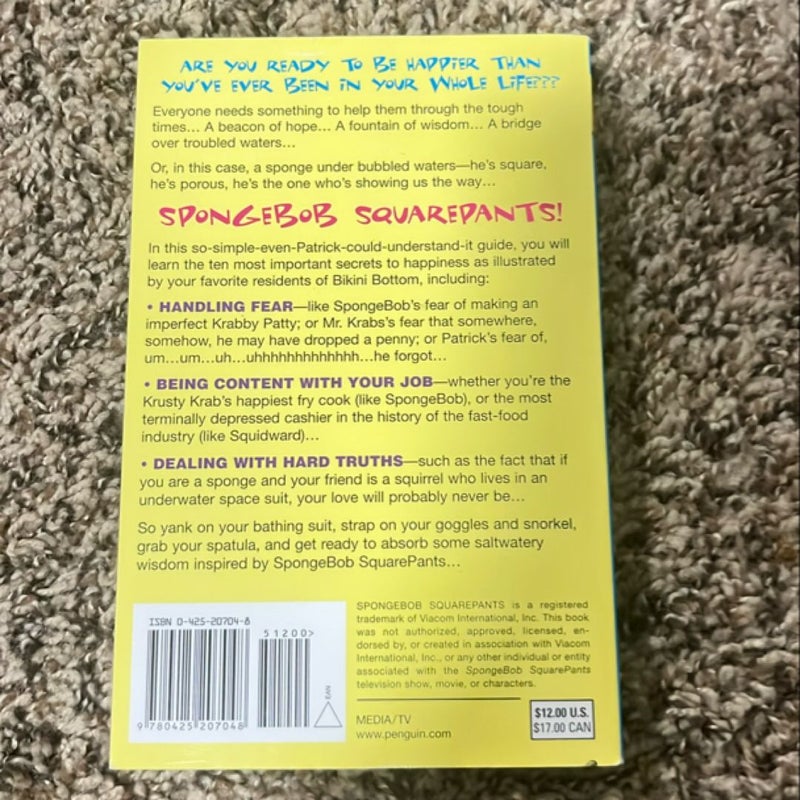 ARE YOU READY TO BE HAPPIER THAN
YOU'VE EVER BEEN IN YOUR WHOLE LIFE???
Everyone needs something to help them through the tough
times... A beacon of hope... A fountain of wisdom... A bridge
over troubled waters...
Or, in this case, a sponge under bubbled waters—he's square,
he's porous, he's the one who's showing us the way...
SPONGEBOB SQUAREPANTS!
In this so-simple-even-Patrick-could-understand-it guide, you will
learn the ten most important secrets to happiness as illustrated
by your favorite residents of Bikini Bottom, including:
• HANDLING FEAR—like SpongeBob's fear of making an
imperfect Krabby Patty; or Mr. Krabs's fear that somewhere,
somehow, he may have dropped a penny; or Patrick's fear of,
um...um...uh...uhhhhhhhhhhhhh...he forgot...
• BEING CONTENT WITH YOUR JOB—whether you're the
Krusty Krab's happiest fry cook (like SpongeBob), or the most
terminally depressed cashier in the history of the fast-food
industry (like Squidward)...
• DEALING WITH HARD TRUTHS—such as the fact that if
you are a sponge and your friend is a squirrel who lives in an
underwater space suit, your love will probably never be...
So yank on your bathing suit, strap on your goggles and snorkel,
grab your spatula, and get ready to absorb some saltwatery
wisdom inspired by SpongeBob SquarePants...
ISBN 0-425-20704-8
51200>
EAN
9 780425 207048
SPONGEBOB SQUAREPANTS is a registered
trademark of Viacom International, Inc. This book
was not authorized, approved, licensed, en-
dorsed by, or created in association with Viacom
International, Inc., or any other individual or entity
associated with the SpongeBob SquarePants
television show, movie, or characters.
MEDIA/TV
www.penguin.com
$12.00 U.S.
$17.00 CAN